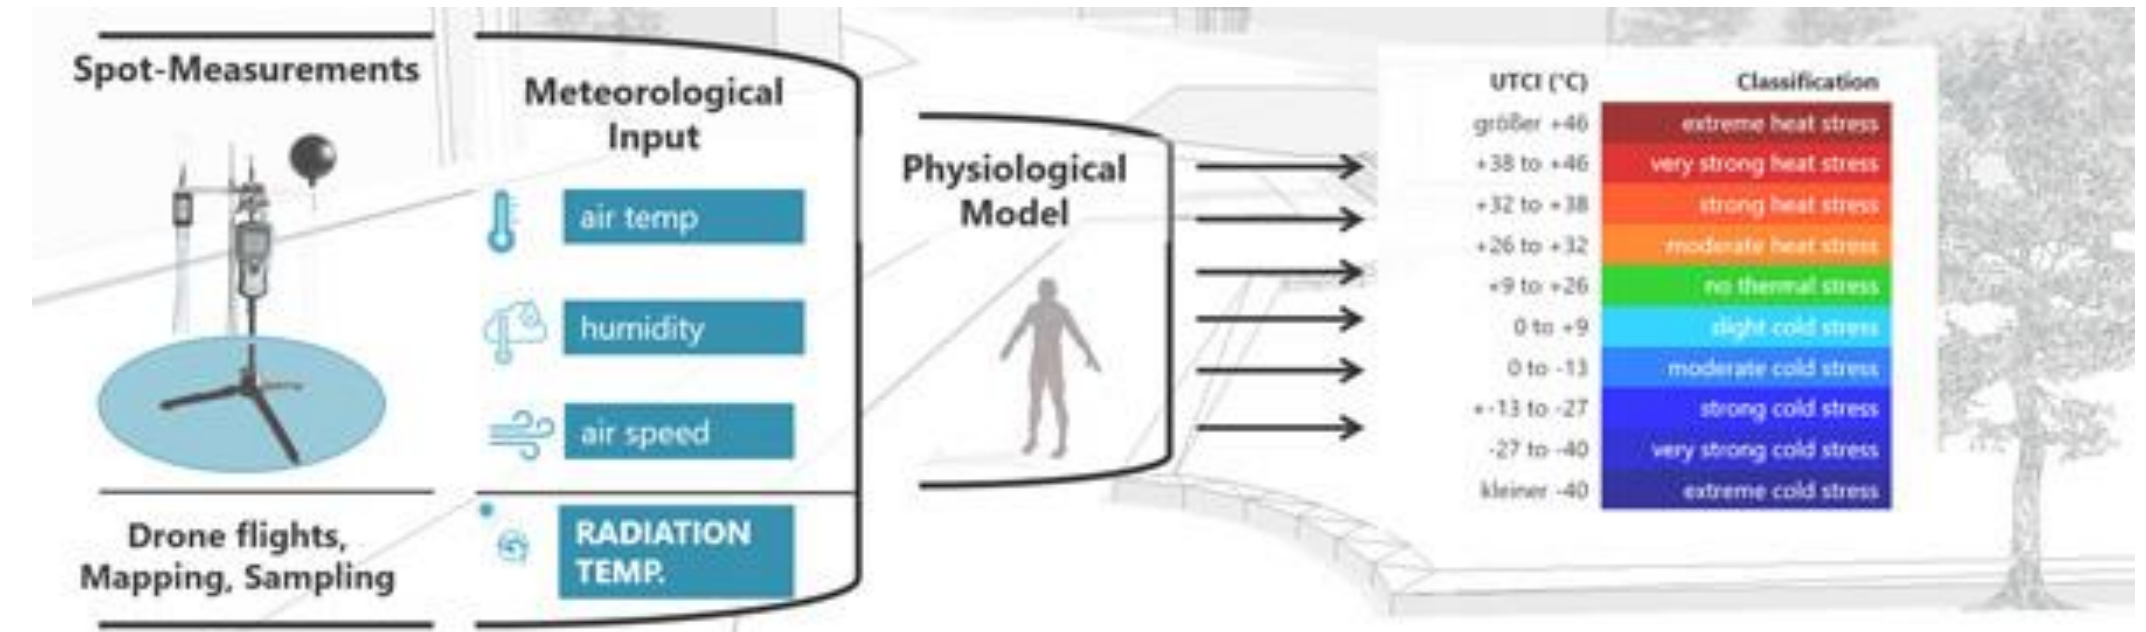 Spot-Measurements
Drone flights,
Mapping, Sampling
Meteorological
Input
air temp
humidity
air speed
RADIATION
TEMP.
Physiological
Model
UTCI (°C) Classification
größer +46 extreme heat stress
+38 to +46 very strong heat stress
+32 to +38 strong heat stress
+26 to +32 moderate heat stress
+9 to +26 no thermal stress
0 to +9 slight cold stress
0 to -13 moderate cold stress
+-13 to -27 strong cold stress
-27 to -40 very strong cold stress
kleiner -40 extreme cold stress